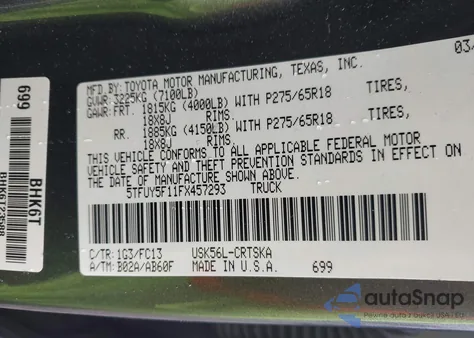 03/
MFD.BY:TOYOTA MOTOR MANUFACTURING, TEXAS, INC.
GVWR: 3225KG (7100LB)
GAWR:FRT. 1815KG (4000LB) WITH P275/65R18 TIRES,
18X8J RIMS.
RR. 1885KG (4150LB) WITH P275/65R18 TIRES,
18X8J RIMS.
THIS VEHICLE CONFORMS TO ALL APPLICABLE FEDERAL MOTOR
VEHICLE SAFETY AND THEFT PREVENTION STANDARDS IN EFFECT ON
THE DATE OF MANUFACTURE SHOWN ABOVE.
5TFUY5F11FX457293 TRUCK
C/TR: 1G3/FC13 USK56L-CRTSKA
A/TM: B02A/AB60F MADE IN U.S.A. 699
699
BHK6T
autoSnap